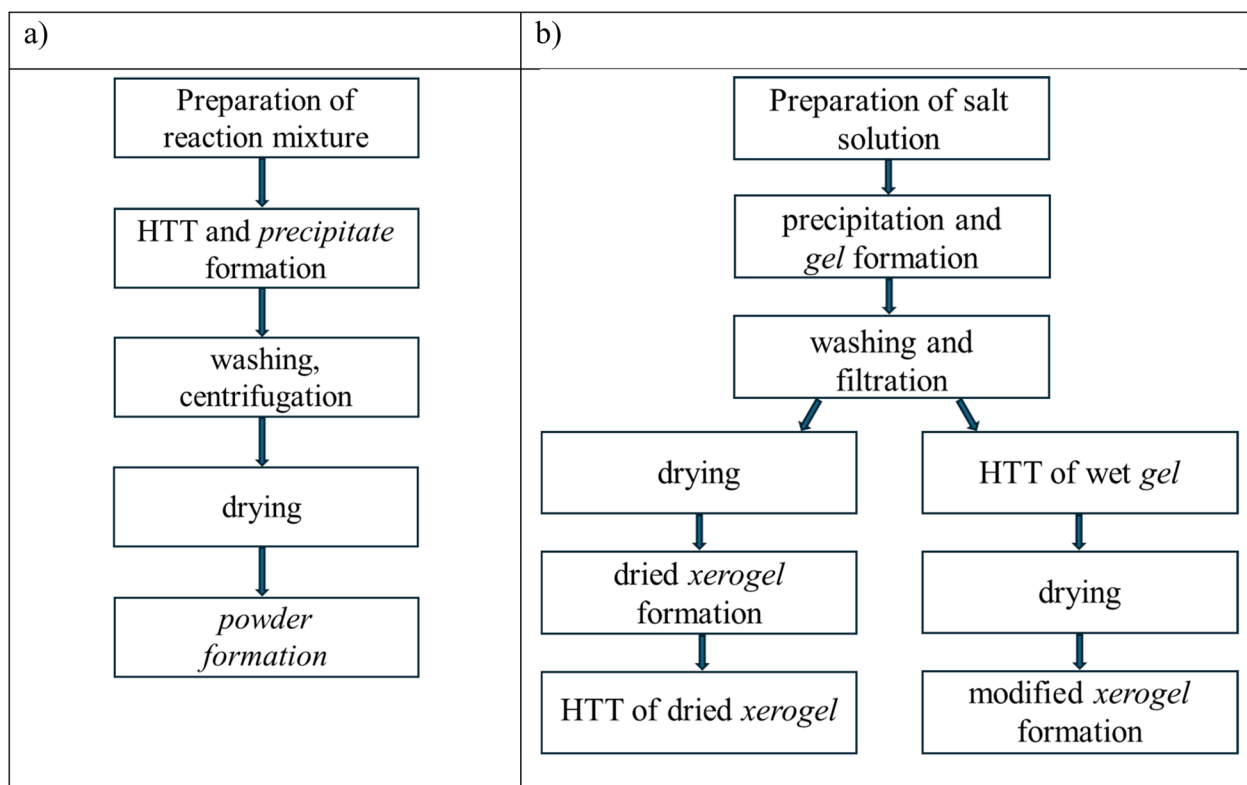 a)
Preparation of
reaction mixture
HTT and precipitate
formation
washing,
centrifugation
drying
powder
formation
b)
Preparation of salt
solution
precipitation and
gel formation
washing and
filtration
drying
dried xerogel
formation
HTT of dried xerogel
HTT of wet gel
drying
modified xerogel
formation